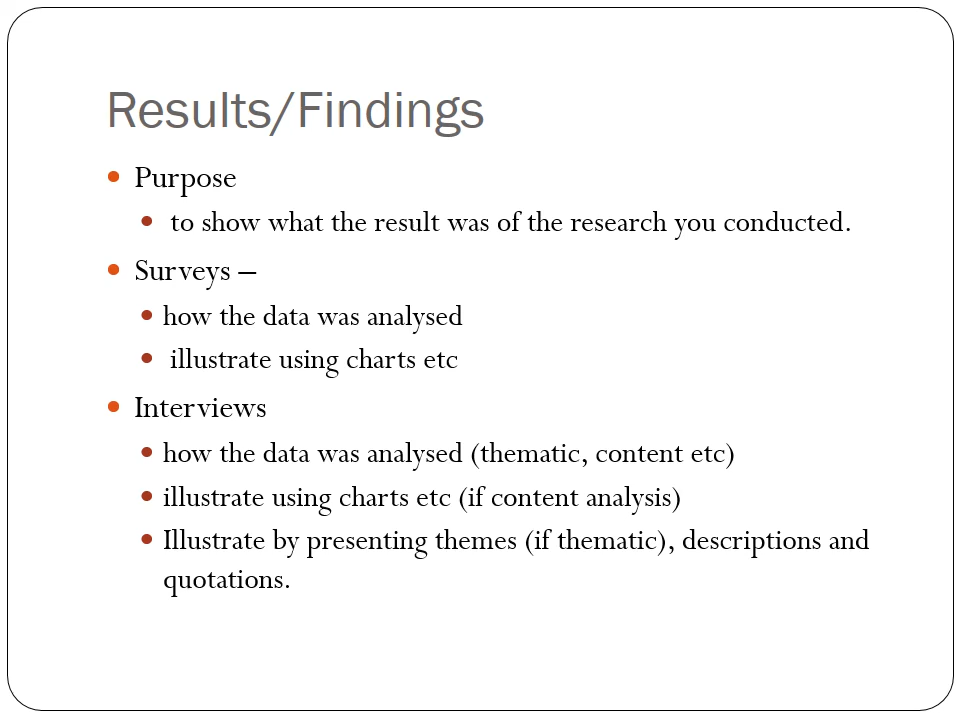 Results/Findings
• Purpose
• to show what the result was of the research you conducted.
• Surveys –
• how the data was analysed
• illustrate using charts etc
• Interviews
• how the data was analysed (thematic, content etc)
• illustrate using charts etc (if content analysis)
• Illustrate by presenting themes (if thematic), descriptions and
quotations.